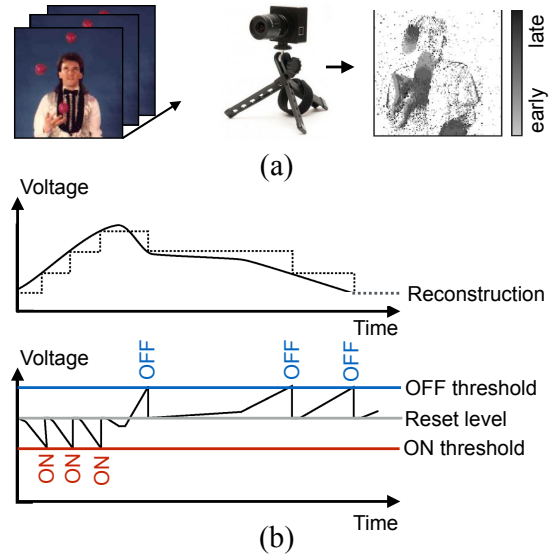 late
early
(a)
Voltage
Reconstruction
Time
Voltage
OFF
OFF
OFF
OFF threshold
Reset level
ON threshold
ON
ON
ON
Time
(b)